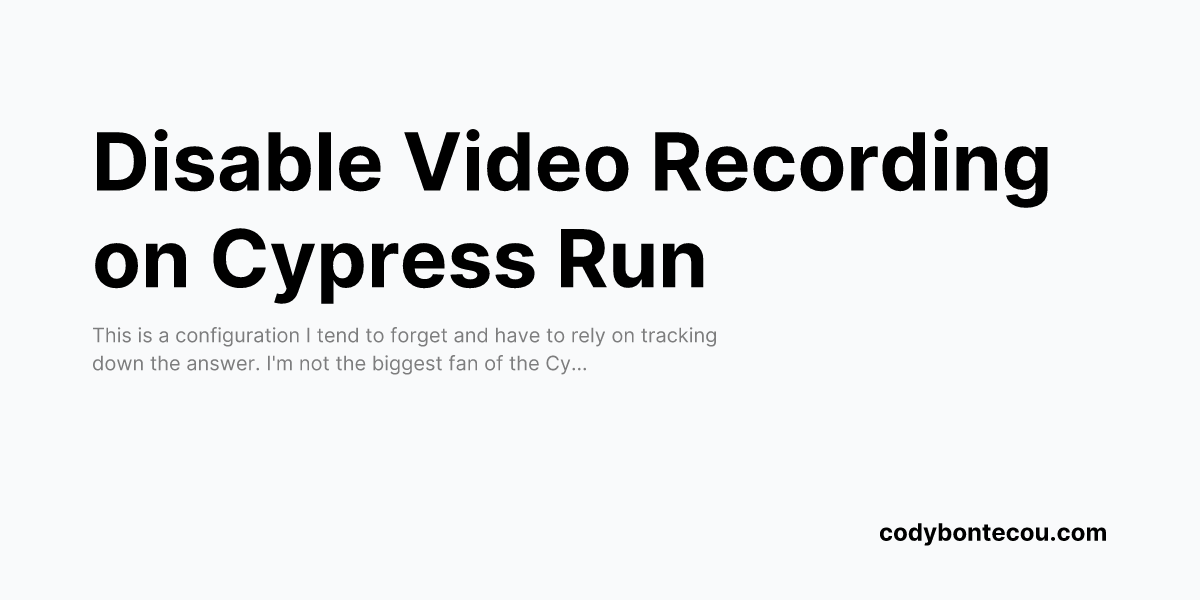 Disable Video Recording
on Cypress Run
This is a configuration I tend to forget and have to rely on tracking
down the answer. I'm not the biggest fan of the Cy...
codybontecou.com